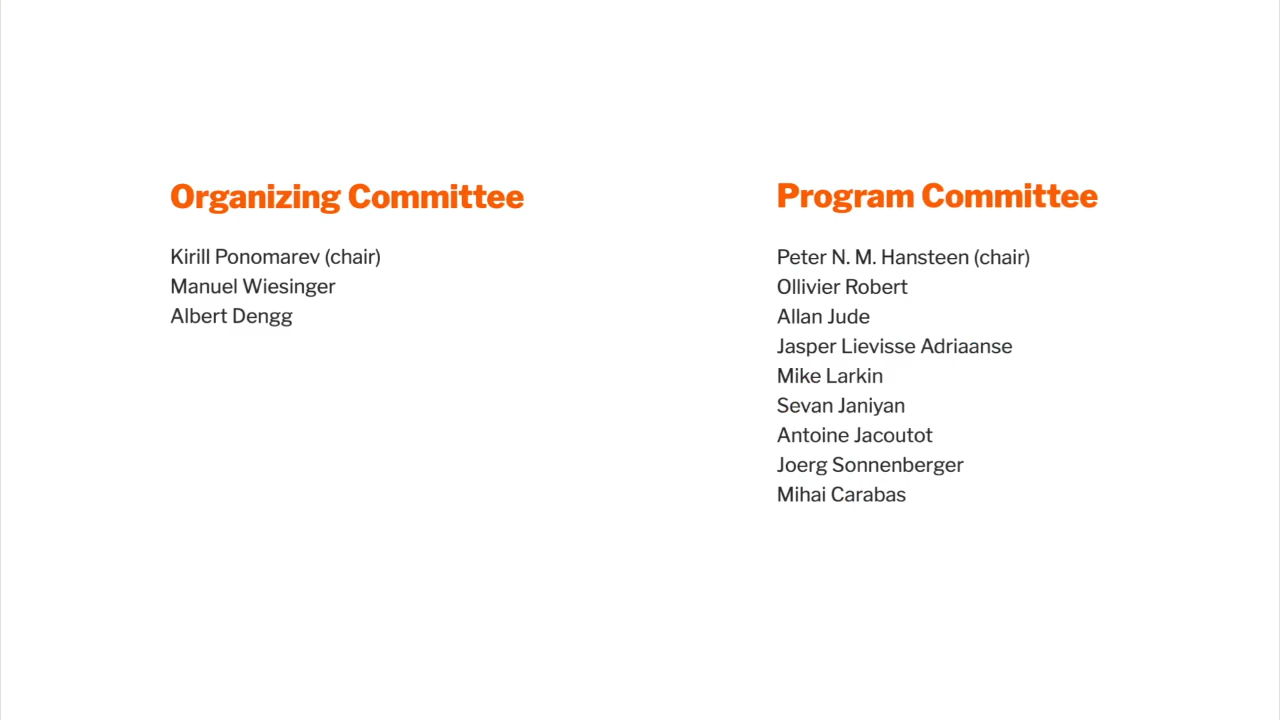 Organizing Committee
Kirill Ponomarev (chair)
Manuel Wiesinger
Albert Dengg
Program Committee
Peter N. M. Hansteen (chair)
Ollivier Robert
Allan Jude
Jasper Lievisse Adriaanse
Mike Larkin
Sevan Janiyan
Antoine Jacoutot
Joerg Sonnenberger
Mihai Carabas